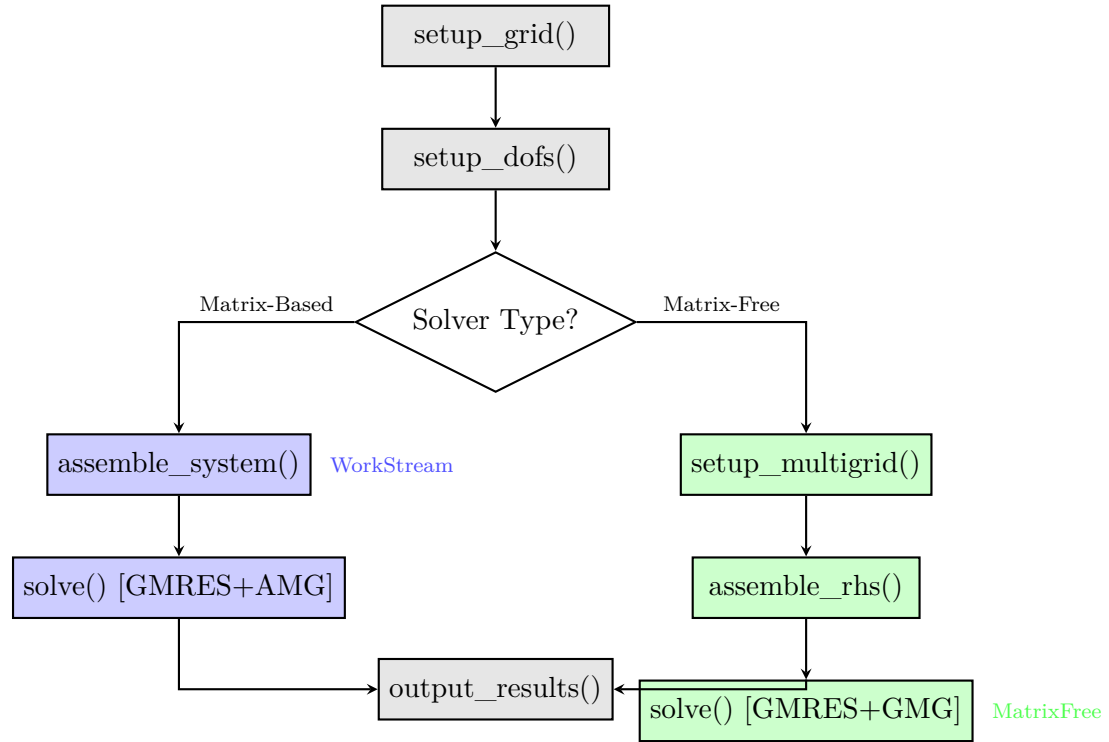 setup_grid()
setup_dofs()
Matrix-Based
Solver Type?
Matrix-Free
assemble_system()
WorkStream
setup_multigrid()
solve() [GMRES+AMG]
assemble_rhs()
output_results()
solve() [GMRES+GMG]
MatrixFree